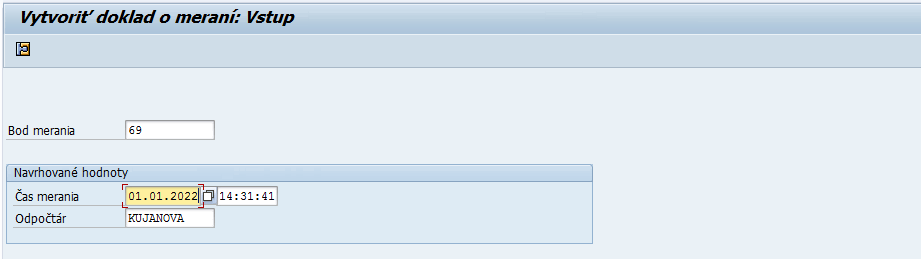 Vytvoriť doklad o meraní: Vstup
Bod merania 69
Navrhované hodnoty
Čas merania 01.01.2022 14:31:41
Odpočtár KUJANOVA